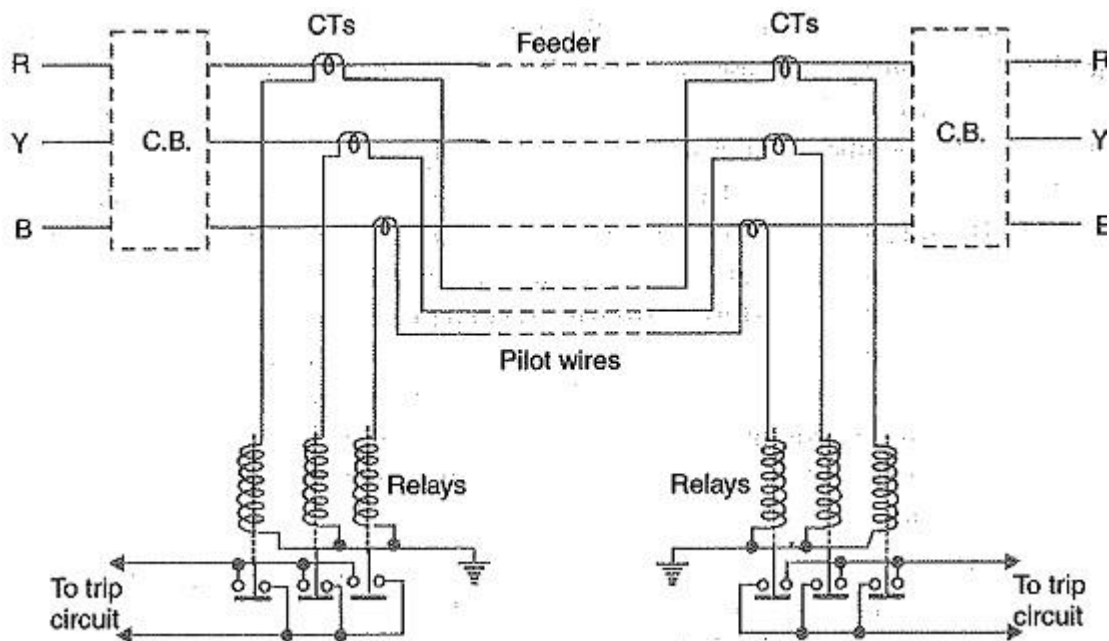 CTs
Feeder
CTs
R
R
Y
C.B.
C.B.
Y
B
Pilot wires
Relays
Relays
To trip
circuit
To trip
circuit